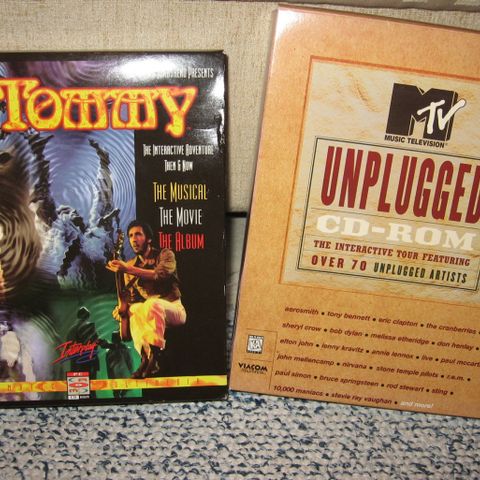 PRESENTS
TOMMY
THE INTERACTIVE ADVENTURE
THEN & NOW
THE MUSICAL
THE MOVIE
THE ALBUM
Interplay
PC
MTV
MUSIC TELEVISION
UNPLUGGED
CD-ROM
THE INTERACTIVE TOUR FEATURING
OVER 70 UNPLUGGED ARTISTS
aerosmith • tony bennett • eric clapton • the cranberries
sheryl crow • bob dylan • melissa etheridge • don henley
elton john • lenny kravitz • annie lennox • live • paul
john mellencamp • nirvana • stone temple pilots • r.e.m. •
paul simon • bruce springsteen • rod stewart • sting •
10,000 maniacs • stevie ray vaughan • and more!
VIACOM